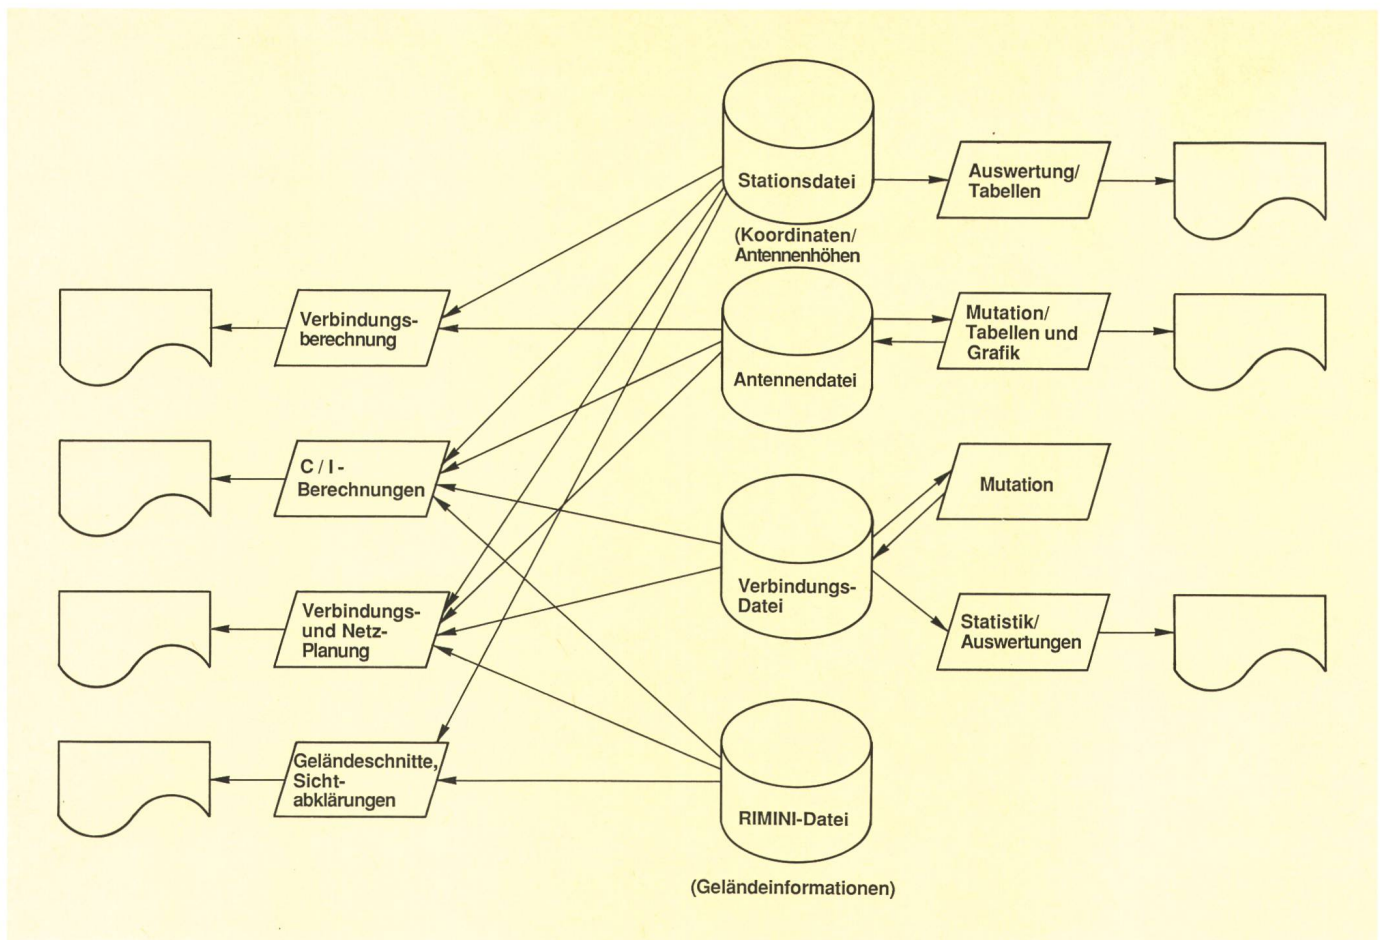 Stationsdatei
(Koordinaten/
Antennenhöhen
Auswertung/
Tabellen
Verbindungs-
berechnung
Antennendatei
Mutation/
Tabellen und
Grafik
C / I -
Berechnungen
Verbindungs-
Datei
Mutation
Verbindungs-
und Netz-
Planung
Statistik/
Auswertungen
Geländeschnitte,
Sicht-
abklärungen
RIMINI-Datei
(Geländeinformationen)